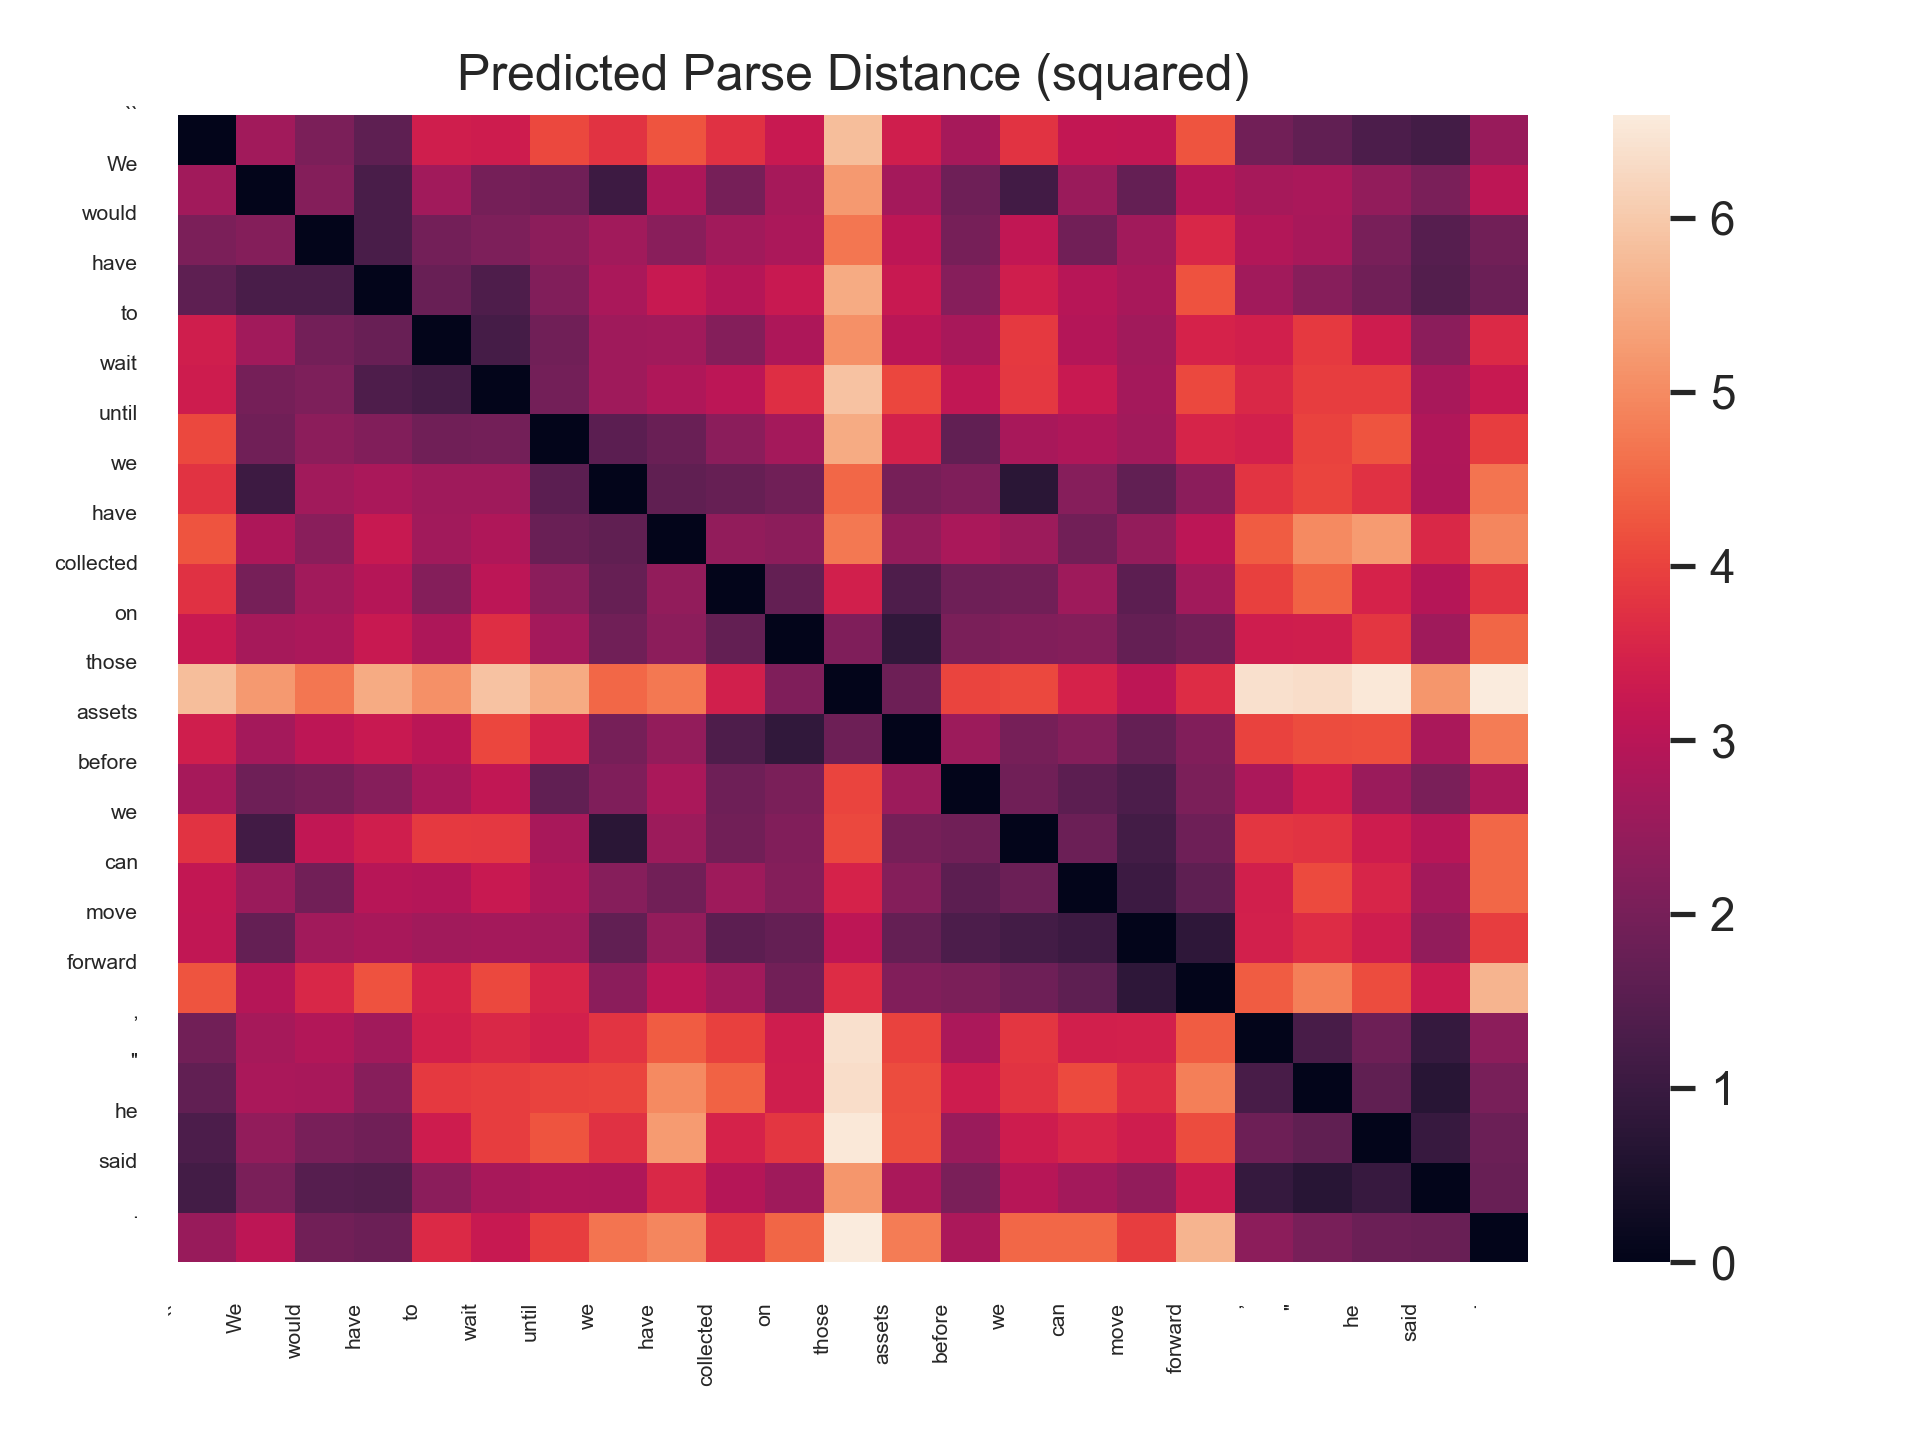 Predicted Parse Distance (squared)
``
We
would
have
to
wait
until
we
have
collected
on
those
assets
before
we
can
move
forward
,
"
he
said
.
6
5
4
3
2
1
0
`` We would have to wait until we have collected on those assets before we can move forward , " he said .